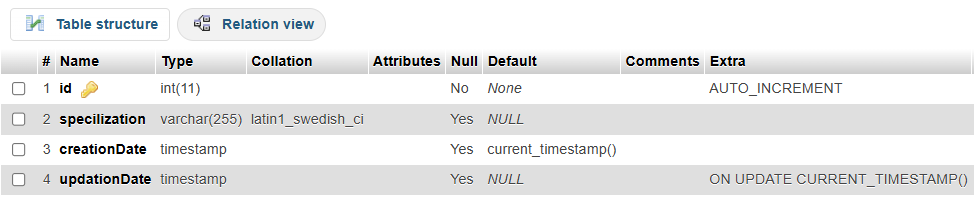 Table structure Relation view
# Name Type Collation Attributes Null Default Comments Extra
1 id int(11) No None AUTO_INCREMENT
2 specilization varchar(255) latin1_swedish_ci Yes NULL
3 creationDate timestamp Yes current_timestamp()
4 updationDate timestamp Yes NULL ON UPDATE CURRENT_TIMESTAMP()